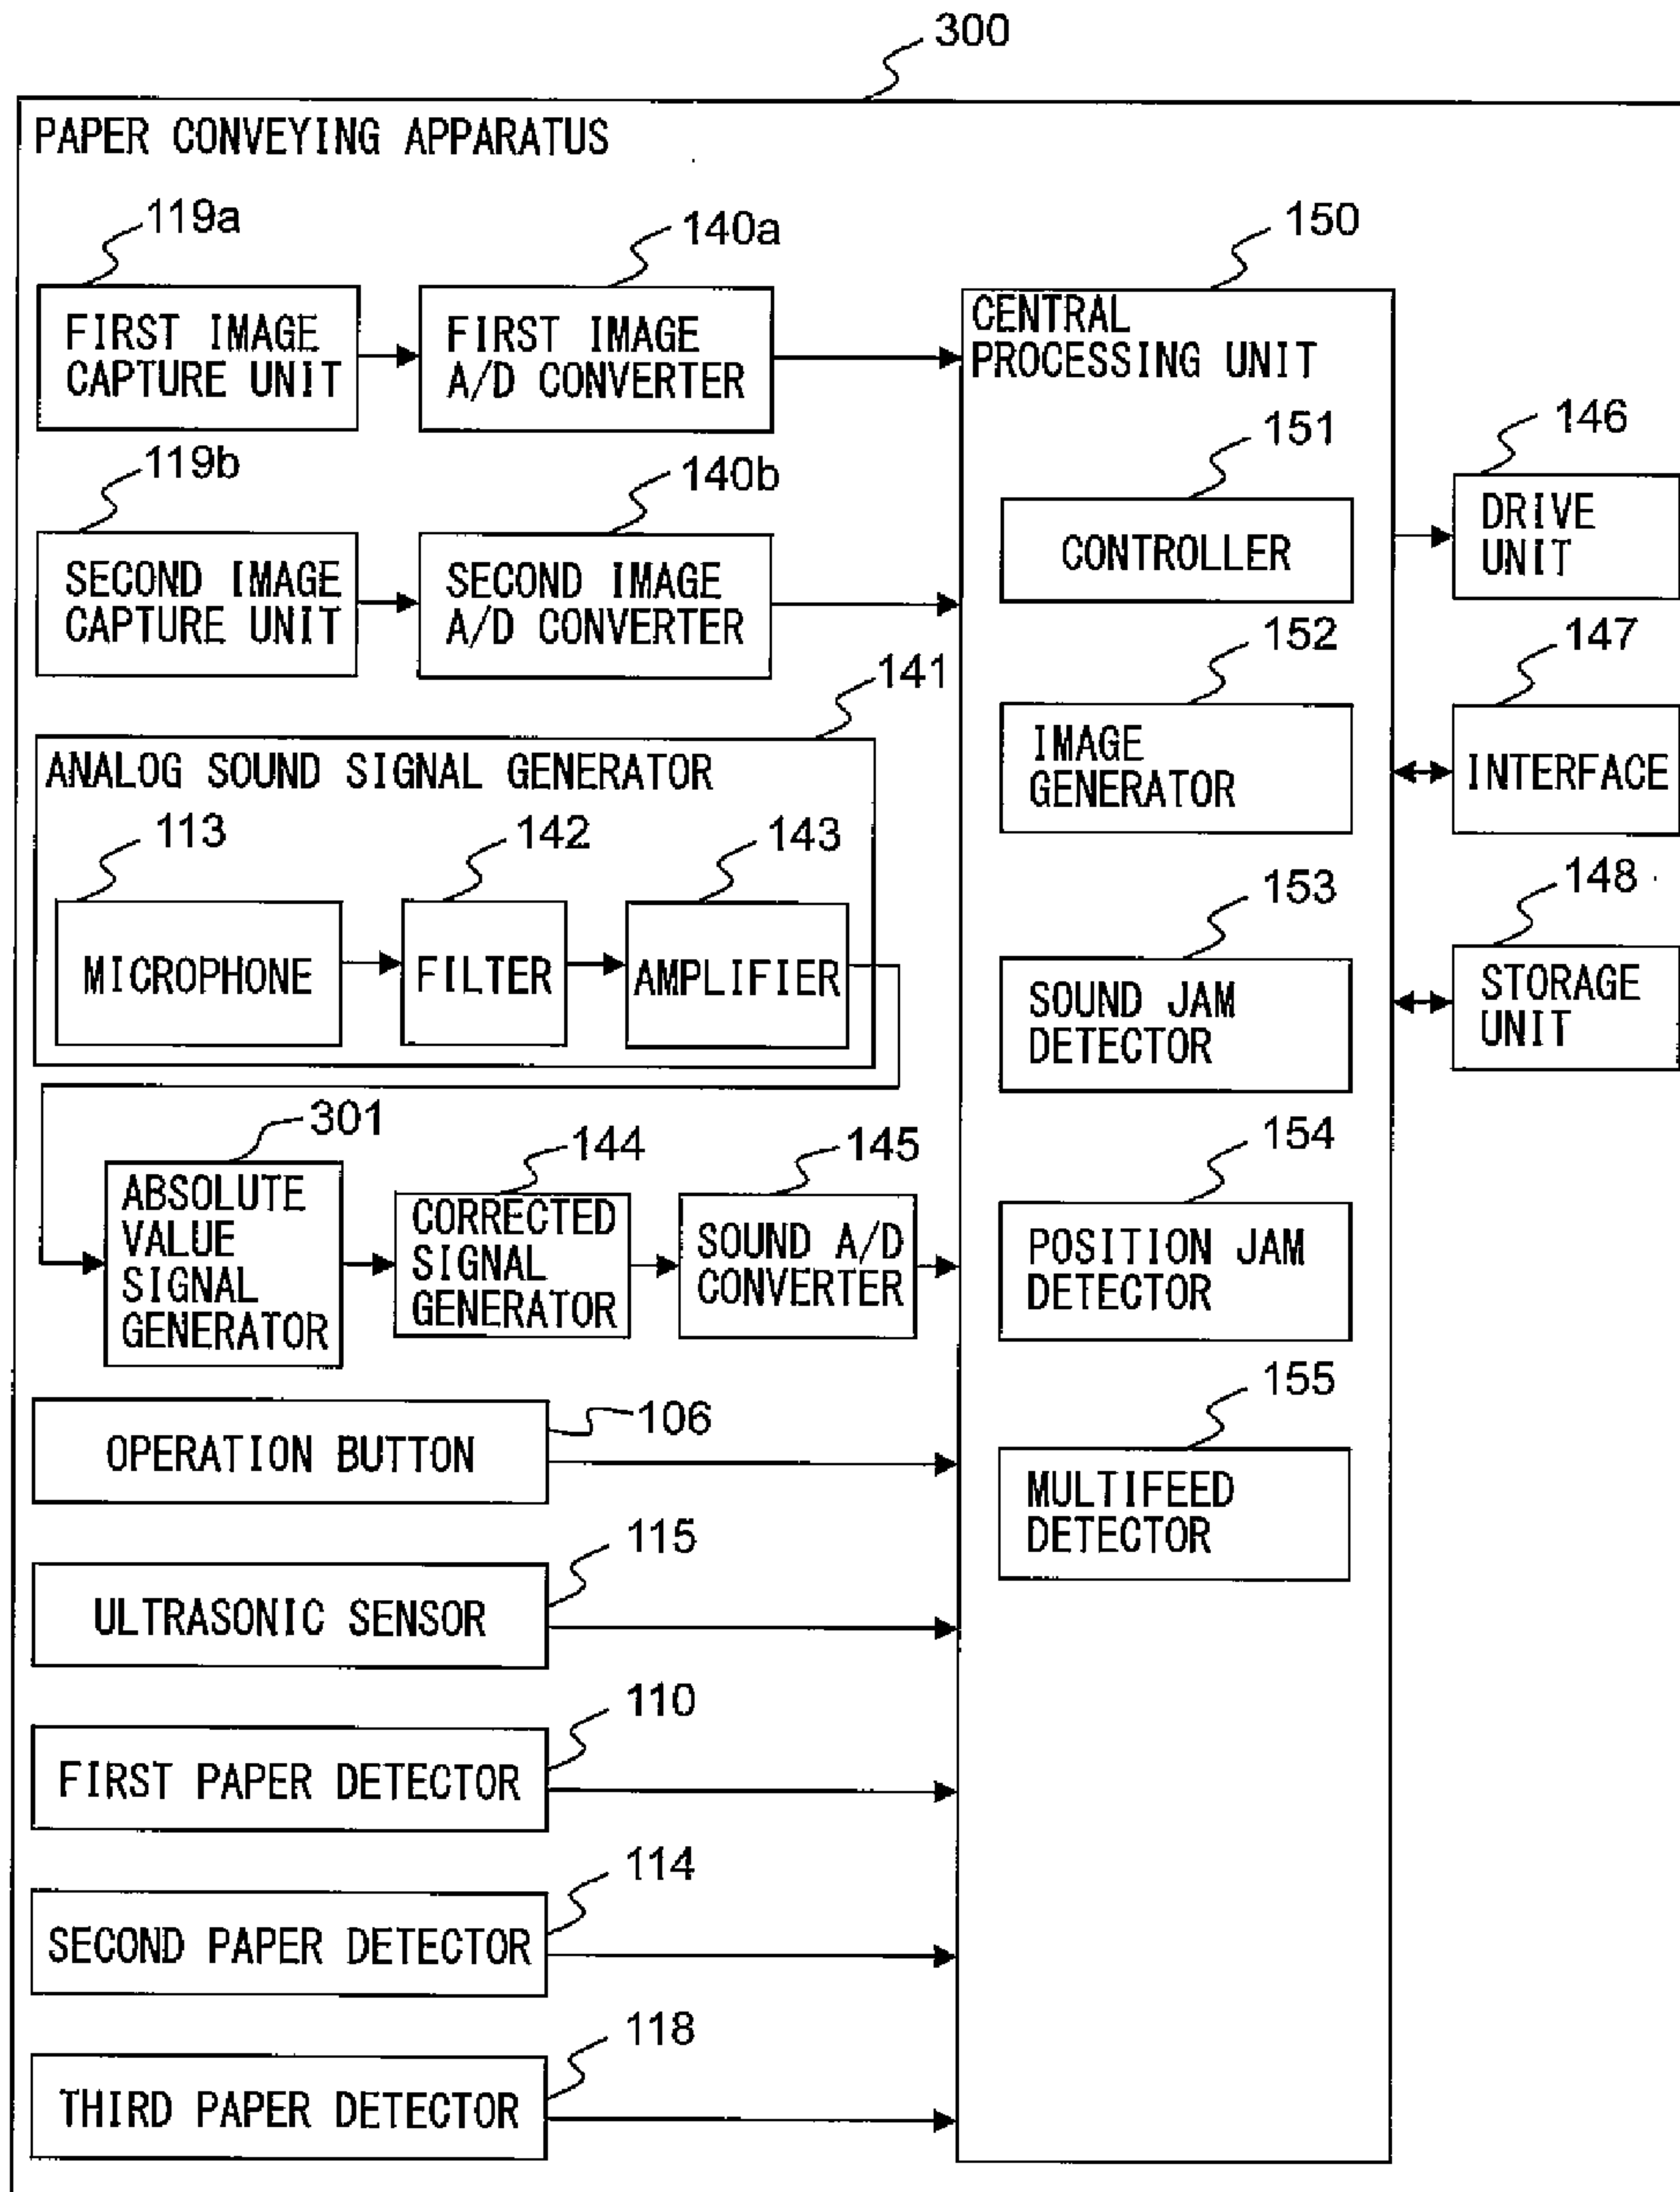 300
PAPER CONVEYING APPARATUS
119a
140a
150
FIRST IMAGE
CAPTURE UNIT
FIRST IMAGE
A/D CONVERTER
CENTRAL
PROCESSING UNIT
119b
140b
151
146
SECOND IMAGE
CAPTURE UNIT
SECOND IMAGE
A/D CONVERTER
CONTROLLER
DRIVE
UNIT
141
152
147
ANALOG SOUND SIGNAL GENERATOR
IMAGE
GENERATOR
INTERFACE
113
142
143
153
148
MICROPHONE
FILTER
AMPLIFIER
SOUND JAM
DETECTOR
STORAGE
UNIT
301
144
145
154
ABSOLUTE
VALUE
SIGNAL
GENERATOR
CORRECTED
SIGNAL
GENERATOR
SOUND A/D
CONVERTER
POSITION JAM
DETECTOR
106
155
OPERATION BUTTON
MULTIFEED
DETECTOR
115
ULTRASONIC SENSOR
110
FIRST PAPER DETECTOR
114
SECOND PAPER DETECTOR
118
THIRD PAPER DETECTOR